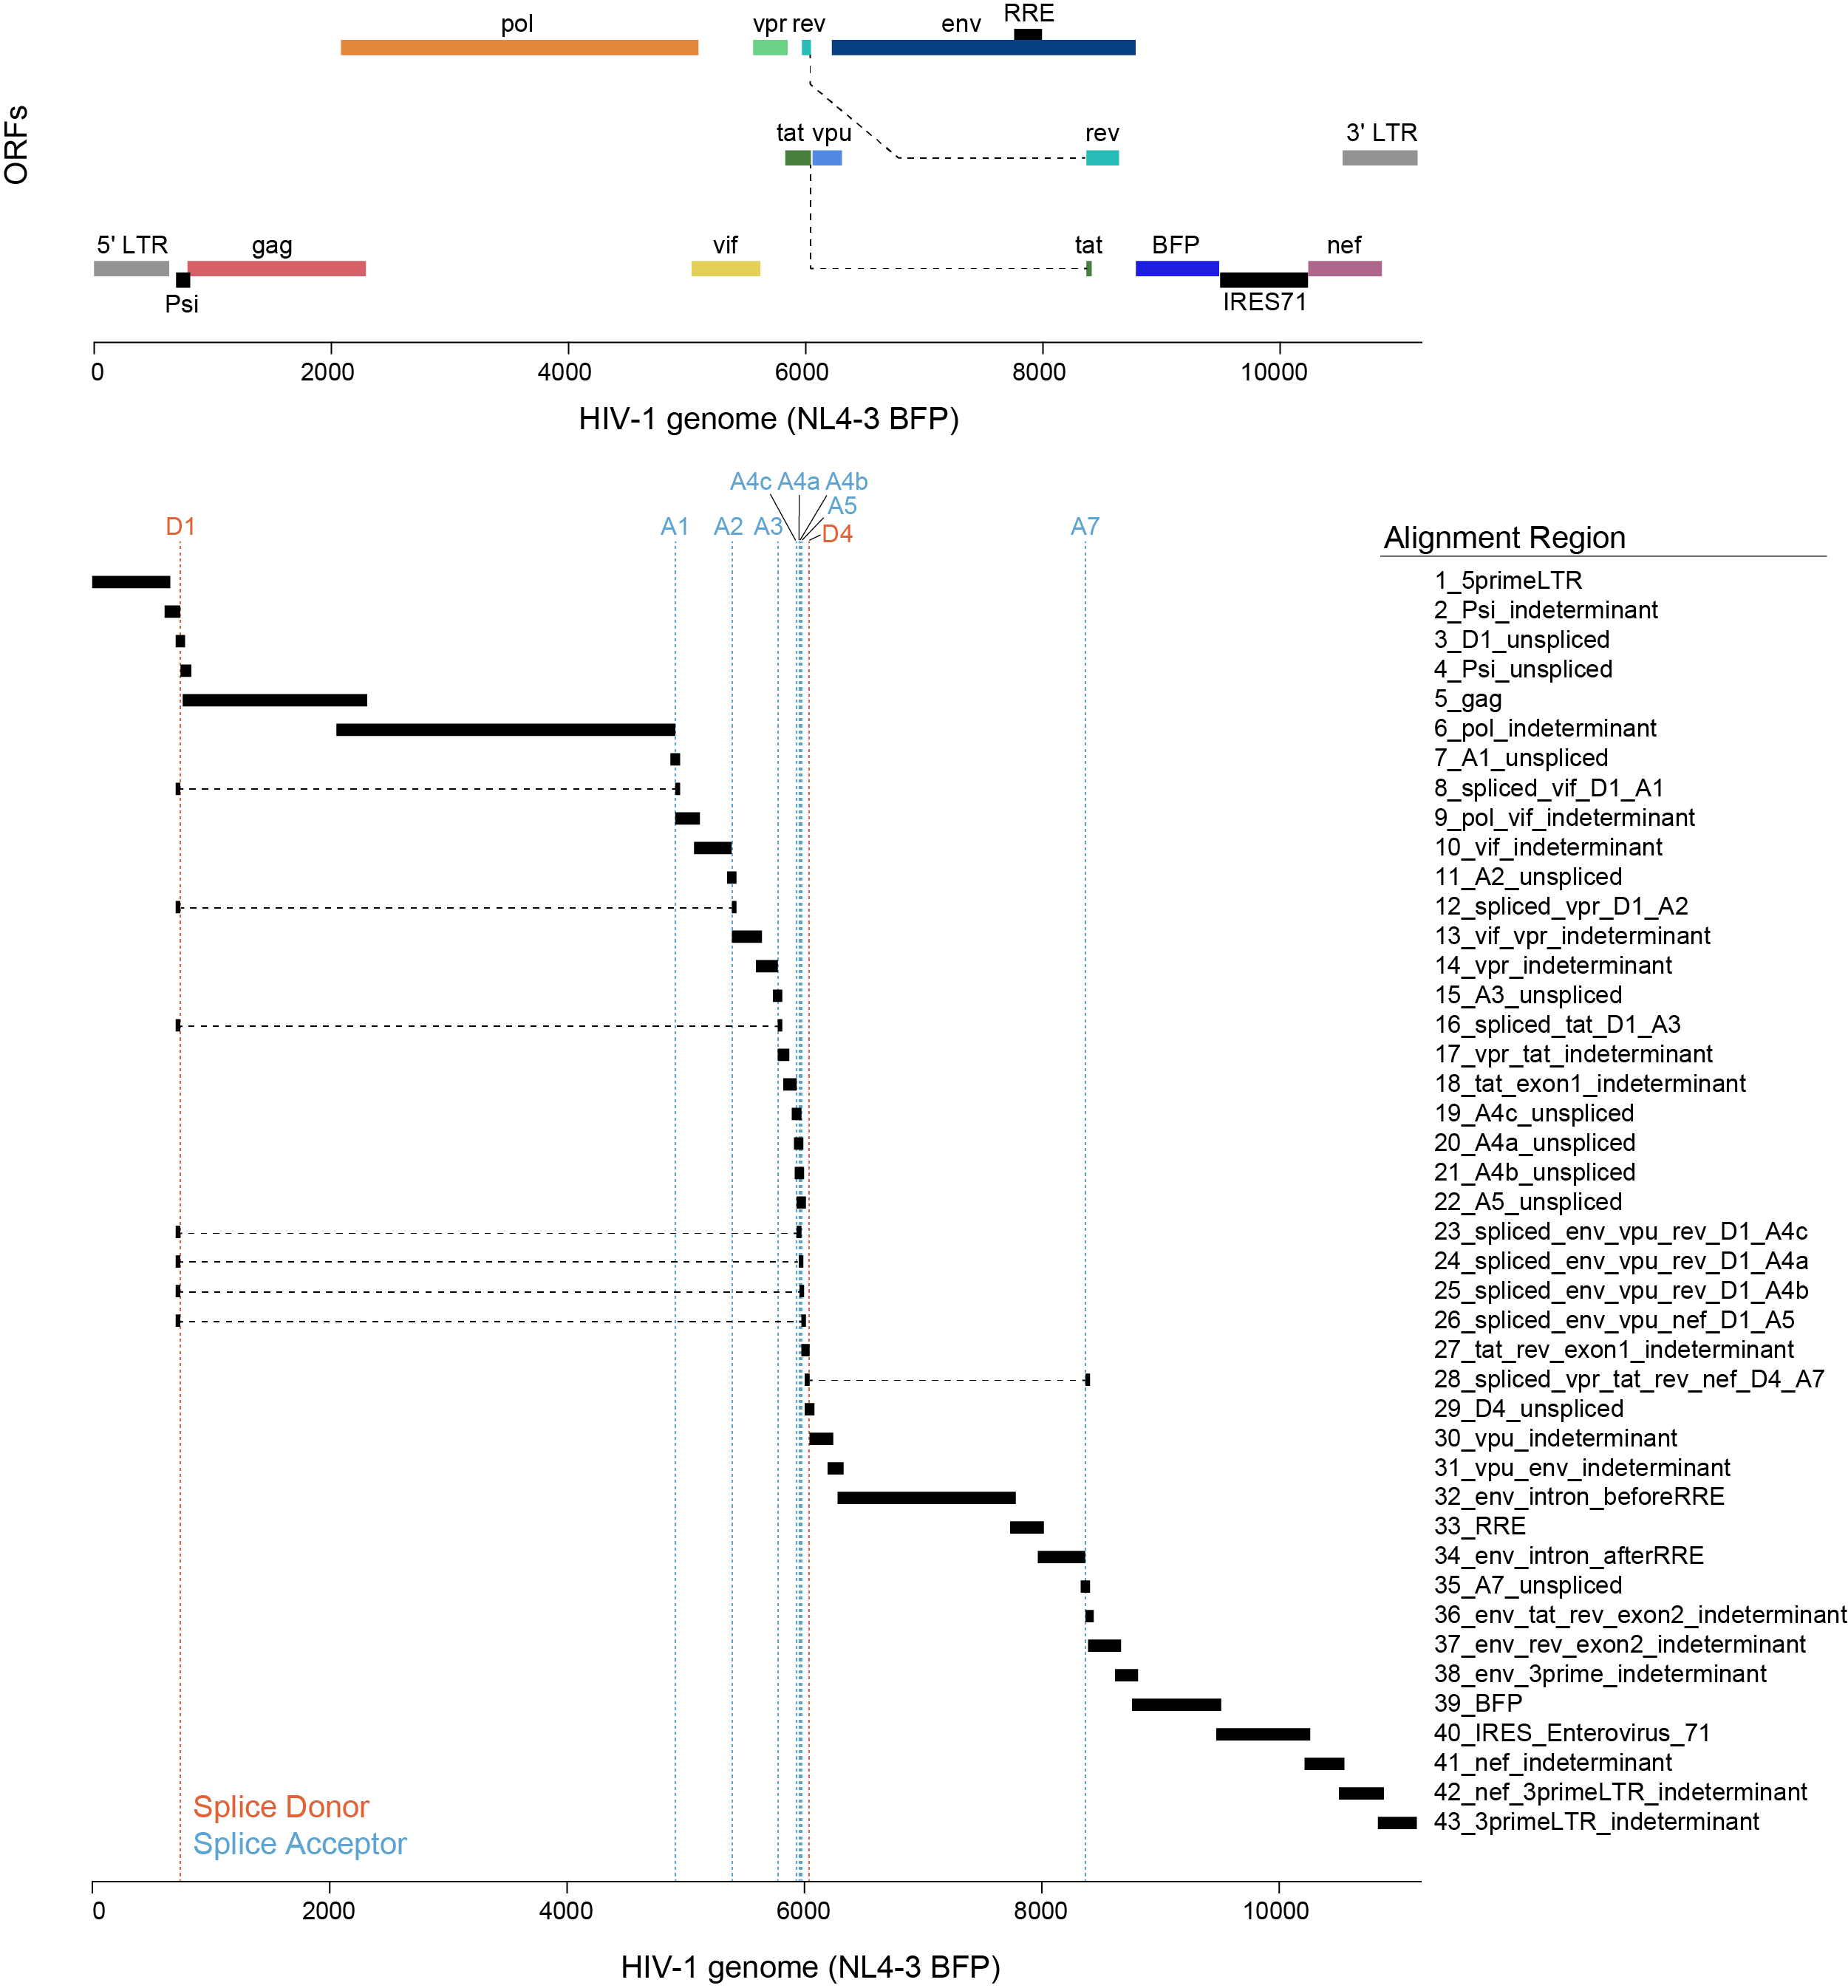 RRE
pol vpr rev env
tat vpu rev 3' LTR
ORFs
5' LTR gag vif tat BFP nef
Psi IRES71
0 2000 4000 6000 8000 10000
HIV-1 genome (NL4-3 BFP)
A4c A4a A4b
A5
D1 A1 A2 A3 D4 A7
Alignment Region
1_5primeLTR
2_Psi_indeterminant
3_D1_unspliced
4_Psi_unspliced
5_gag
6_pol_indeterminant
7_A1_unspliced
8_spliced_vif_D1_A1
9_pol_vif_indeterminant
10_vif_indeterminant
11_A2_unspliced
12_spliced_vpr_D1_A2
13_vif_vpr_indeterminant
14_vpr_indeterminant
15_A3_unspliced
16_spliced_tat_D1_A3
17_vpr_tat_indeterminant
18_tat_exon1_indeterminant
19_A4c_unspliced
20_A4a_unspliced
21_A4b_unspliced
22_A5_unspliced
23_spliced_env_vpu_rev_D1_A4c
24_spliced_env_vpu_rev_D1_A4a
25_spliced_env_vpu_rev_D1_A4b
26_spliced_env_vpu_nef_D1_A5
27_tat_rev_exon1_indeterminant
28_spliced_vpr_tat_rev_nef_D4_A7
29_D4_unspliced
30_vpu_indeterminant
31_vpu_env_indeterminant
32_env_intron_beforeRRE
33_RRE
34_env_intron_afterRRE
35_A7_unspliced
36_env_tat_rev_exon2_indeterminant
37_env_rev_exon2_indeterminant
38_env_3prime_indeterminant
39_BFP
40_IRES_Enterovirus_71
41_nef_indeterminant
42_nef_3primeLTR_indeterminant
43_3primeLTR_indeterminant
Splice Donor
Splice Acceptor
0 2000 4000 6000 8000 10000
HIV-1 genome (NL4-3 BFP)